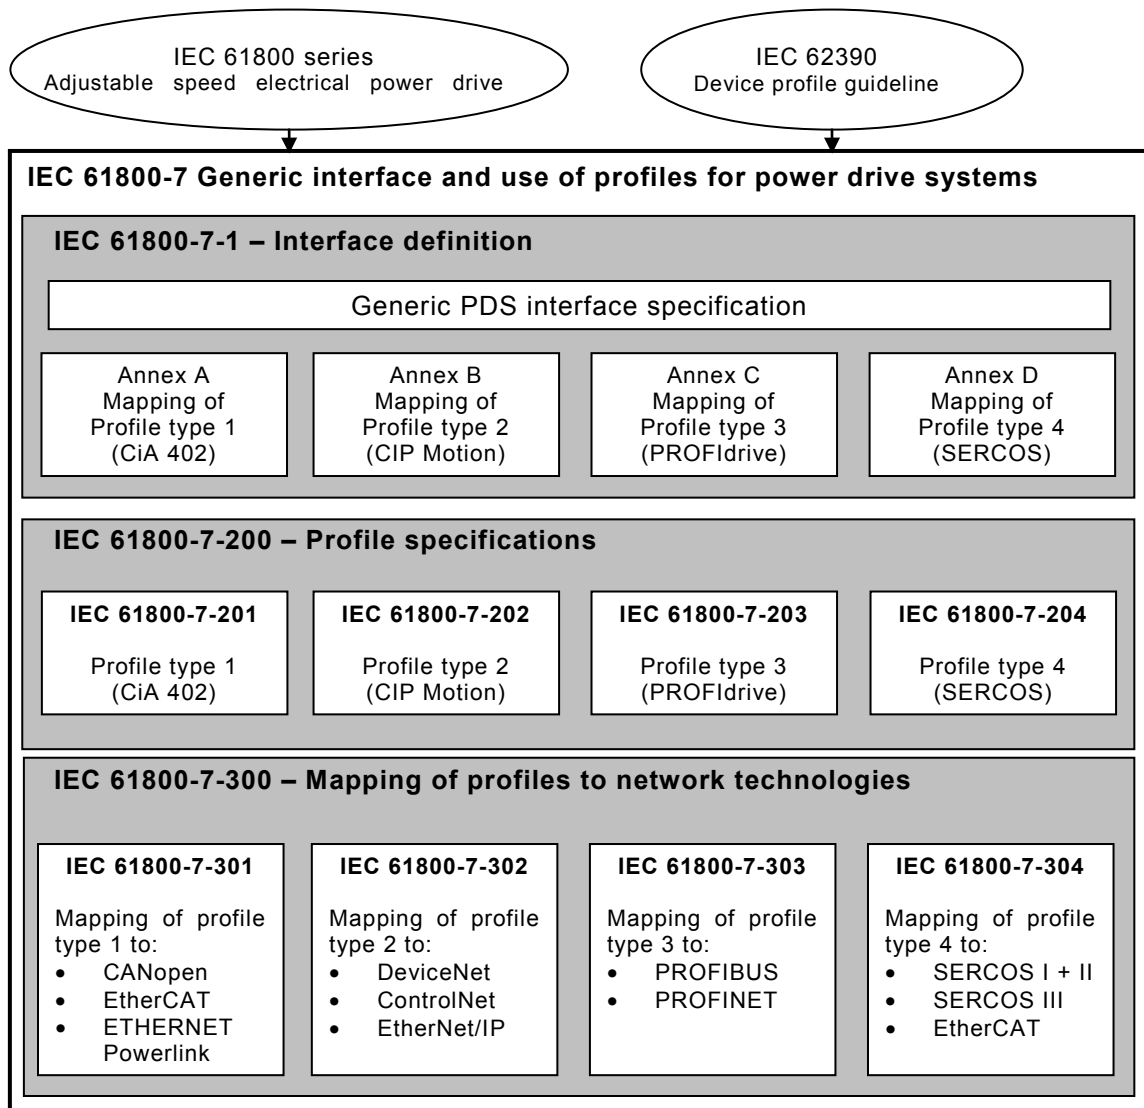 IEC 61800 series
Adjustable speed electrical power drive
IEC 62390
Device profile guideline
IEC 61800-7 Generic interface and use of profiles for power drive systems
IEC 61800-7-1 – Interface definition
Generic PDS interface specification
Annex A
Mapping of
Profile type 1
(CiA 402)
Annex B
Mapping of
Profile type 2
(CIP Motion)
Annex C
Mapping of
Profile type 3
(PROFIdrive)
Annex D
Mapping of
Profile type 4
(SERCOS)
IEC 61800-7-200 – Profile specifications
IEC 61800-7-201
Profile type 1
(CiA 402)
IEC 61800-7-202
Profile type 2
(CIP Motion)
IEC 61800-7-203
Profile type 3
(PROFIdrive)
IEC 61800-7-204
Profile type 4
(SERCOS)
IEC 61800-7-300 – Mapping of profiles to network technologies
IEC 61800-7-301
Mapping of profile
type 1 to:
• CANopen
• EtherCAT
• ETHERNET
Powerlink
IEC 61800-7-302
Mapping of profile
type 2 to:
• DeviceNet
• ControlNet
• EtherNet/IP
IEC 61800-7-303
Mapping of profile
type 3 to:
• PROFIBUS
• PROFINET
IEC 61800-7-304
Mapping of profile
type 4 to:
• SERCOS I + II
• SERCOS III
• EtherCAT